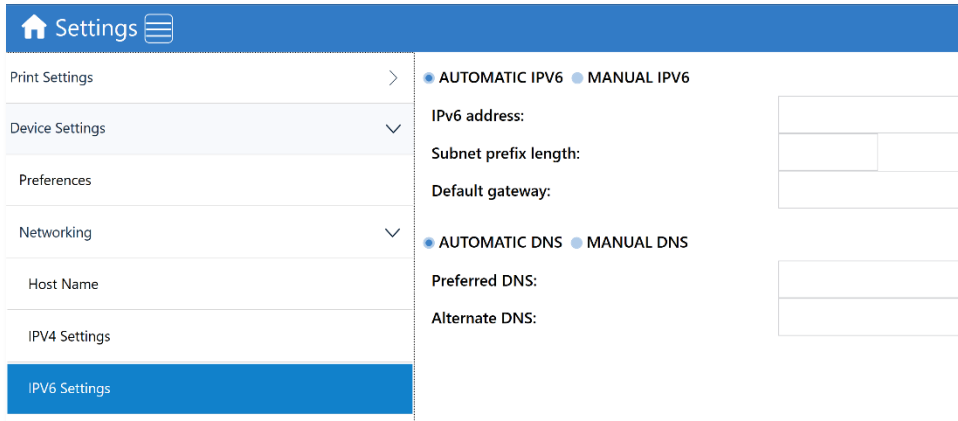 Settings
Print Settings
Device Settings
Preferences
Networking
Host Name
IPV4 Settings
IPV6 Settings
AUTOMATIC IPV6 MANUAL IPV6
IPv6 address:
Subnet prefix length:
Default gateway:
AUTOMATIC DNS MANUAL DNS
Preferred DNS:
Alternate DNS: